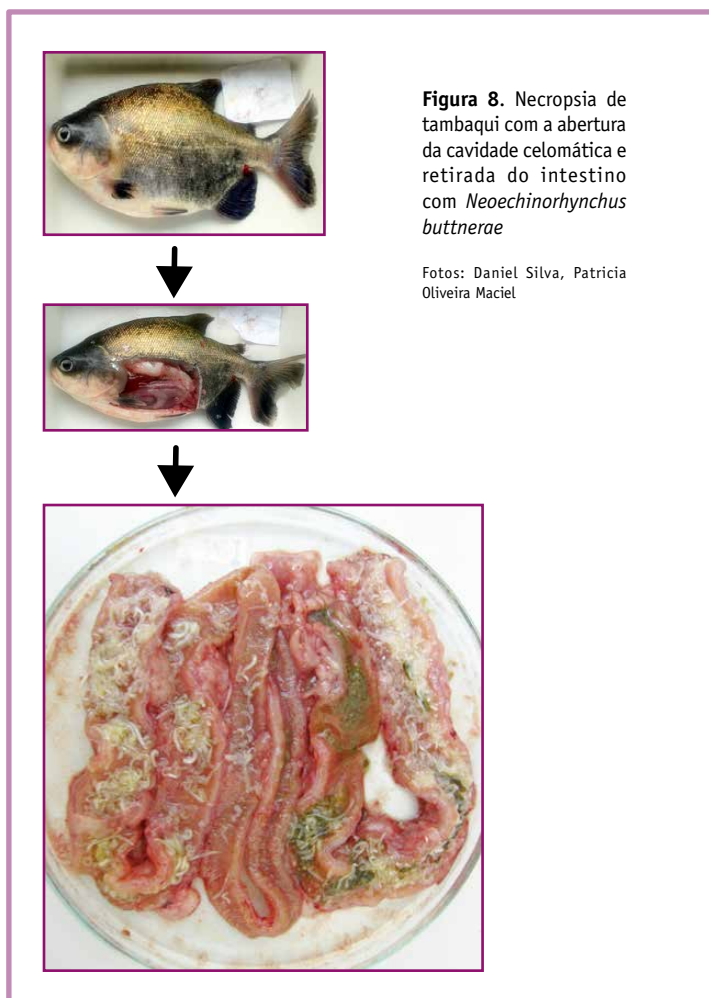 Figura 8. Necropsia de
tambaqui com a abertura
da cavidade celomática e
retirada do intestino
com Neoechinorhynchus
buttnerae
Fotos: Daniel Silva, Patricia
Oliveira Maciel